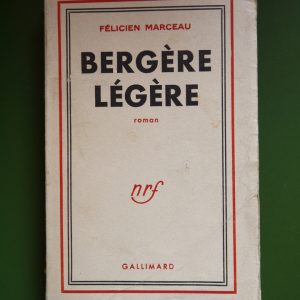 FÉLICIEN MARCEAU
BERGÈRE
LÉGÈRE
roman
nrf
GALLIMARD